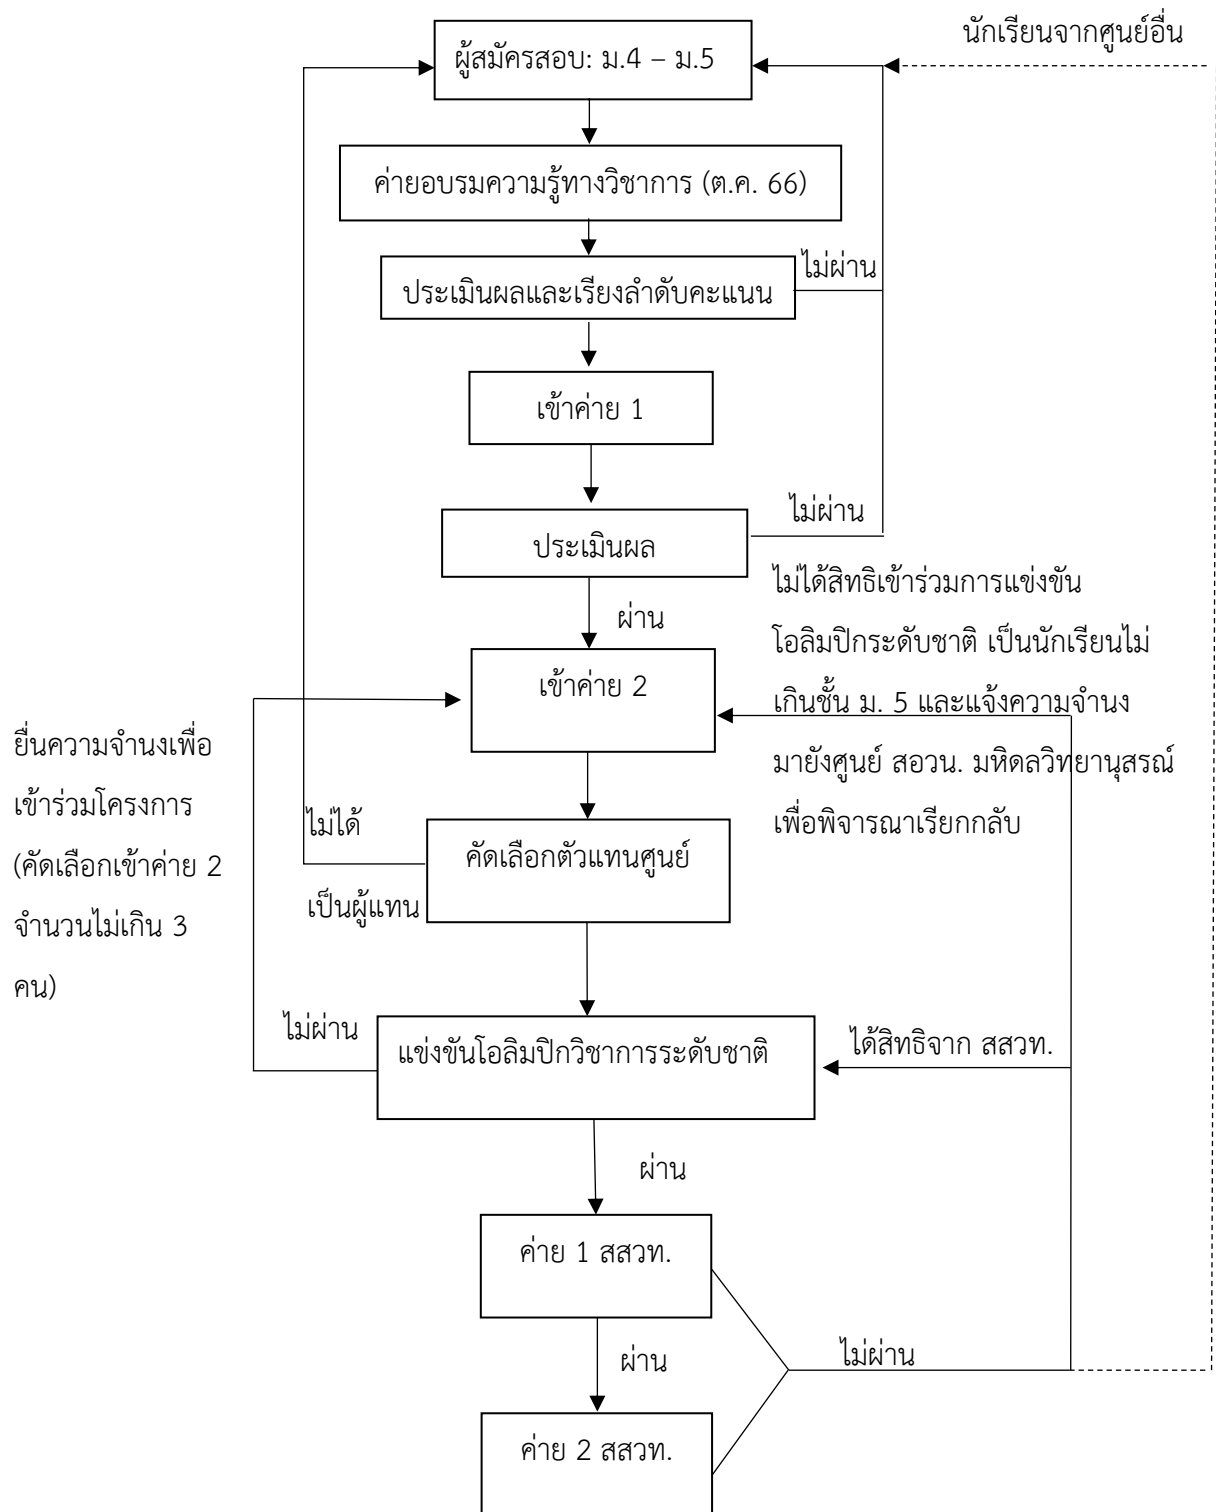 นักเรียนจากศูนย์อื่น
ผู้สมัครสอบ: ม.4 – ม.5
ค่ายอบรมความรู้ทางวิชาการ (ต.ค. 66)
ไม่ผ่าน
ประเมินผลและเรียงลำดับคะแนน
เข้าค่าย 1
ไม่ผ่าน
ประเมินผล
ไม่ได้สิทธิเข้าร่วมการแข่งขัน
โอลิมปิกระดับชาติ เป็นนักเรียนไม่
เกินชั้น ม. 5 และแจ้งความจำนง
มายังศูนย์ สอวน. มหิดลวิทยานุสรณ์
เพื่อพิจารณาเรียกกลับ
ผ่าน
เข้าค่าย 2
ยื่นความจำนงเพื่อ
เข้าร่วมโครงการ
(คัดเลือกเข้าค่าย 2
จำนวนไม่เกิน 3
คน)
ไม่ได้
เป็นผู้แทน
คัดเลือกตัวแทนศูนย์
ไม่ผ่าน
แข่งขันโอลิมปิกวิชาการระดับชาติ
ได้สิทธิจาก สสวท.
ผ่าน
ค่าย 1 สสวท.
ผ่าน
ไม่ผ่าน
ค่าย 2 สสวท.